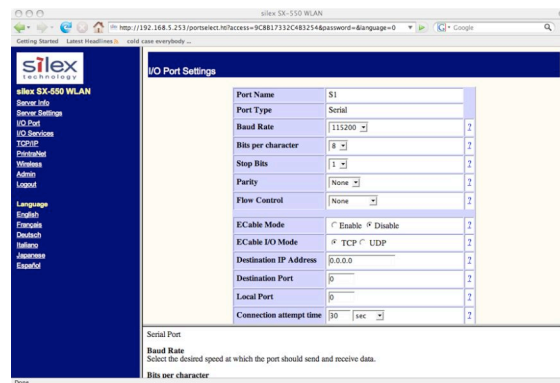 silex SX-550 WLAN
http://192.168.5.253/portselect.htl?access=9C8B17332C483254&password=&language=0
Google
Getting Started
Latest Headlines
cold case everybody ...
silex
technology
silex SX-550 WLAN
Server Info
Server Settings
I/O Port
I/O Services
TCP/IP
PrintraNet
Wireless
Admin
Logout
Language
English
Français
Deutsch
Italiano
Japanese
Español
I/O Port Settings
Port Name S1
Port Type Serial
Baud Rate 115200 ?
Bits per character 8 ?
Stop Bits 1 ?
Parity None ?
Flow Control None ?
ECable Mode Enable Disable ?
ECable I/O Mode TCP UDP ?
Destination IP Address 0.0.0.0 ?
Destination Port 0 ?
Local Port 0 ?
Connection attempt time 30 sec ?
Serial Port
Baud Rate
Select the desired speed at which the port should send and receive data.
Bits per character
Done